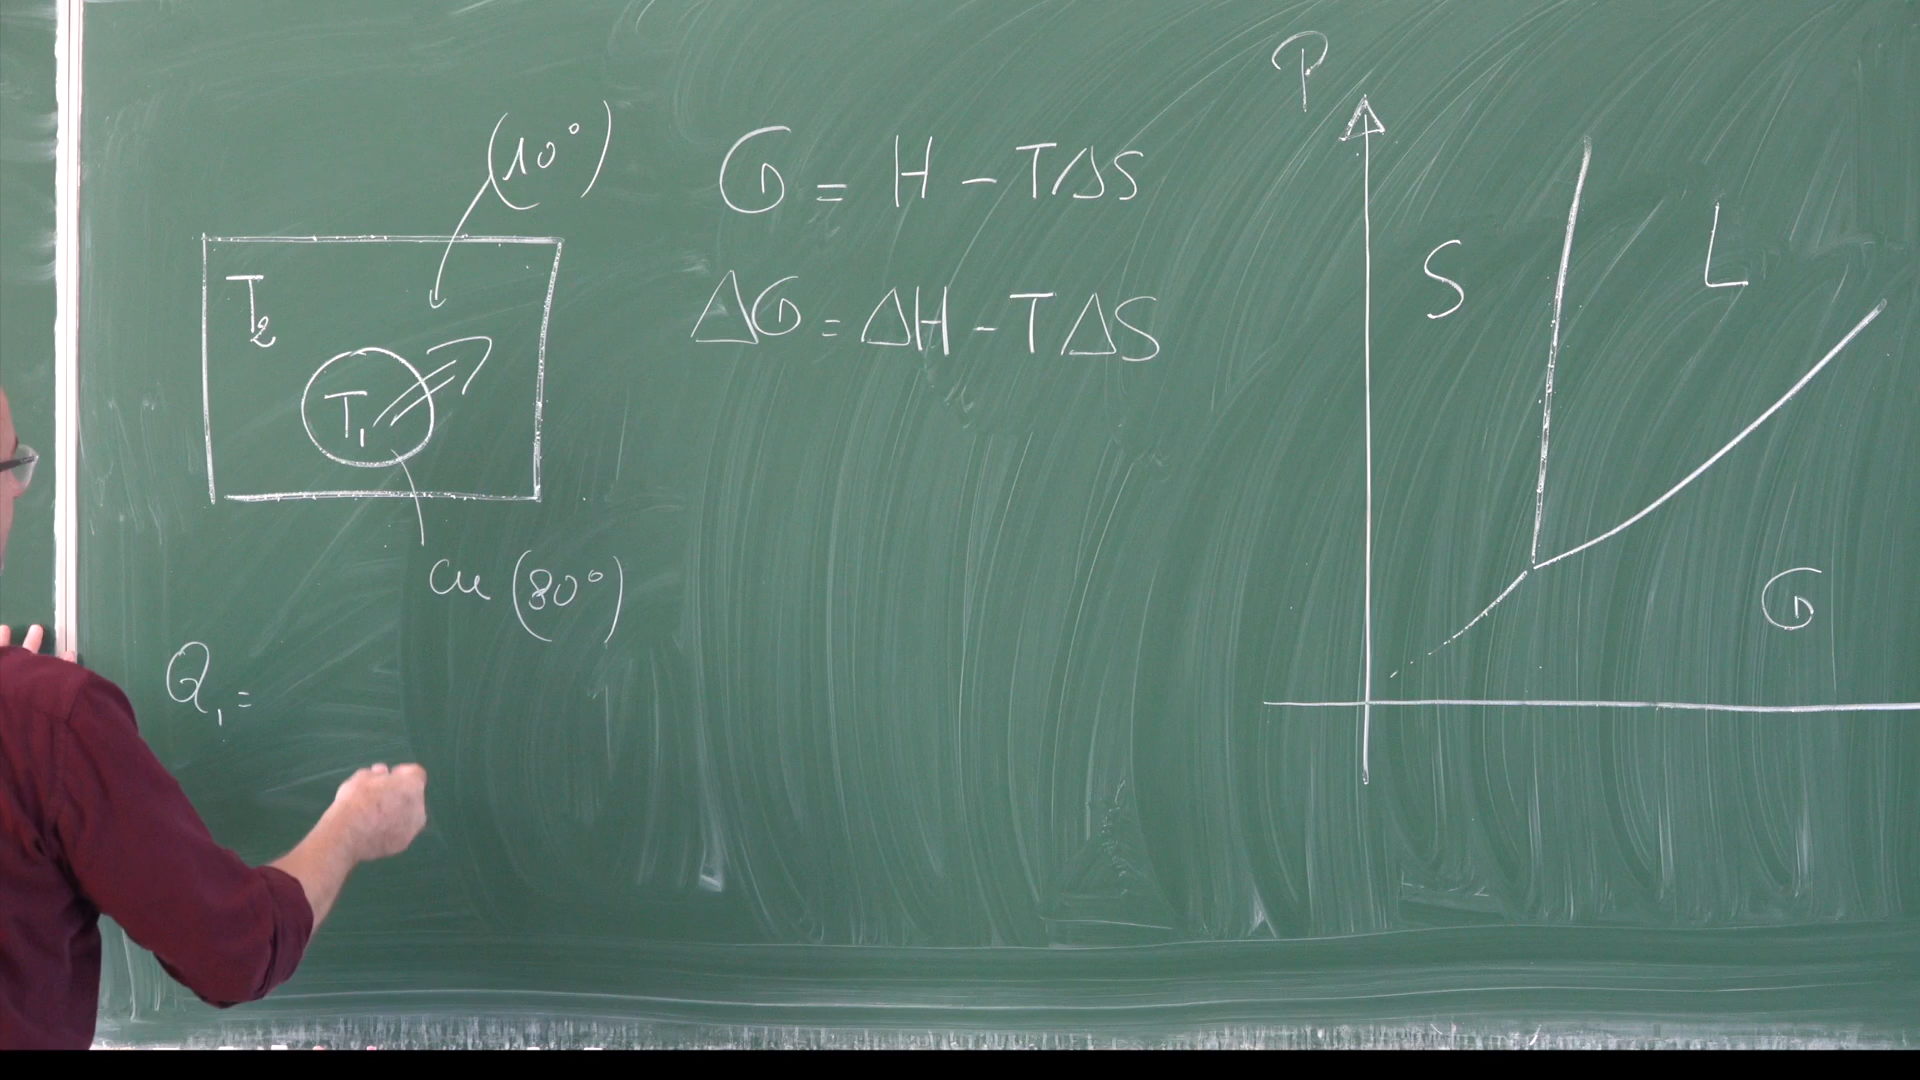 (10°)
T₂
T₁
Cu (80°)
Q₁ =
G = H - TΔS
ΔG = ΔH - TΔS
P
S
L
G